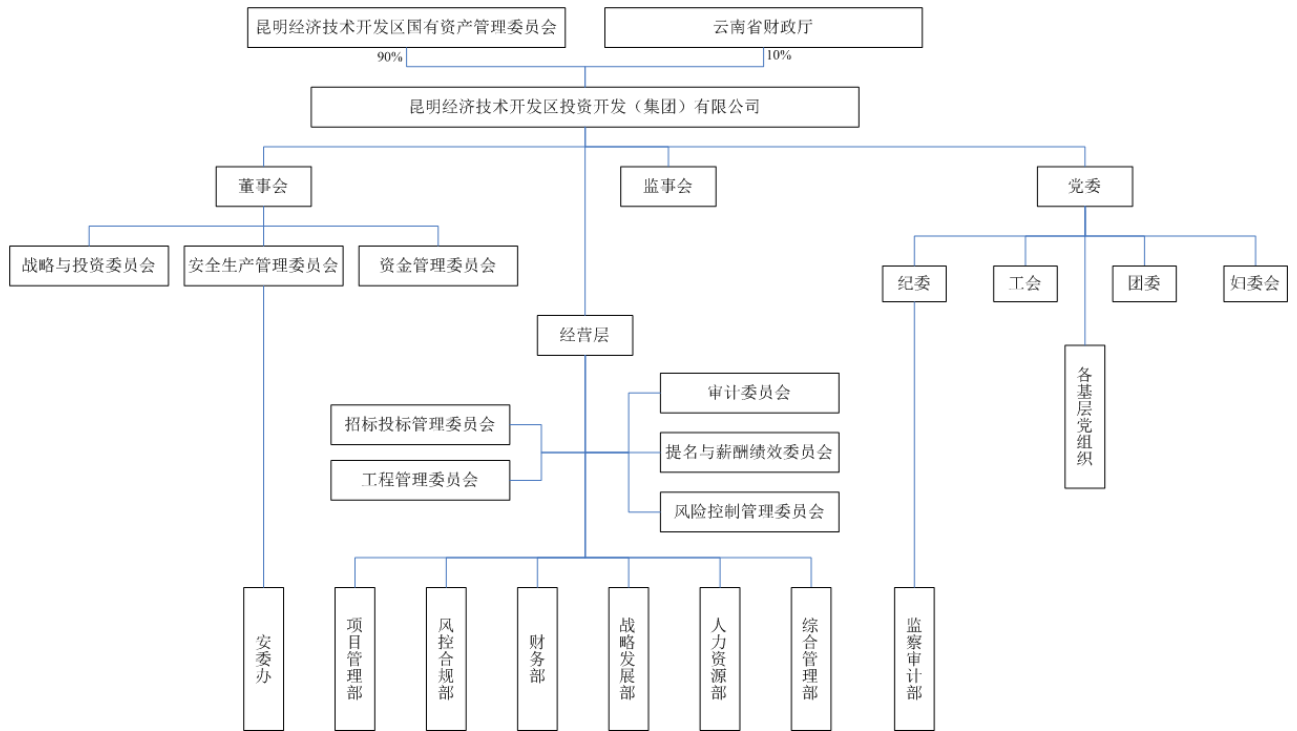 昆明经济技术开发区国有资产管理委员会
云南省财政厅
90%
10%
昆明经济技术开发区投资开发（集团）有限公司
董事会
监事会
党委
战略与投资委员会
安全生产管理委员会
资金管理委员会
纪委
工会
团委
妇委会
经营层
各基层党组织
审计委员会
招标投标管理委员会
提名与薪酬绩效委员会
工程管理委员会
风险控制管理委员会
安委办
项目管理部
风控合规部
财务部
战略发展部
人力资源部
综合管理部
监察审计部